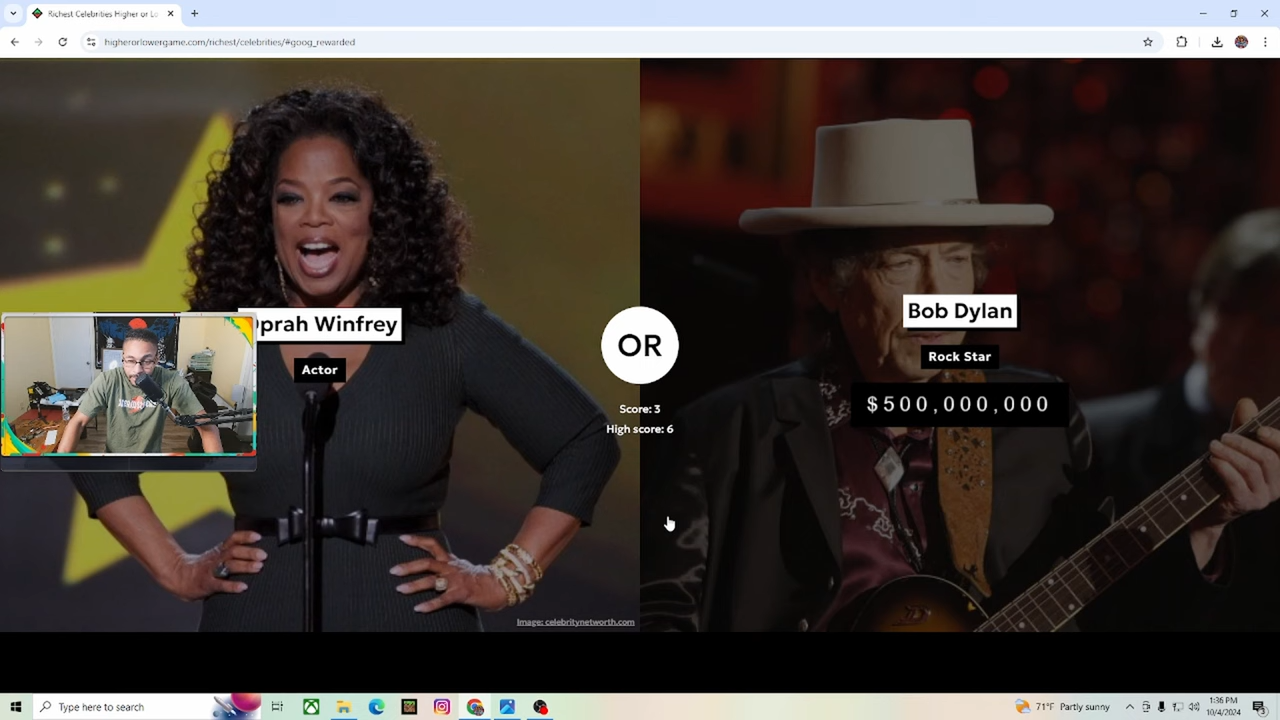 Richest Celebrities Higher or Lo
higherorlowergame.com/richest/celebrities/#goog_rewarded
prah Winfrey
Actor
OR
Score: 3
High score: 6
Bob Dylan
Rock Star
$500,000,000
Image: celebritynetworth.com
Type here to search
71°F Partly sunny
1:36 PM
10/4/2024